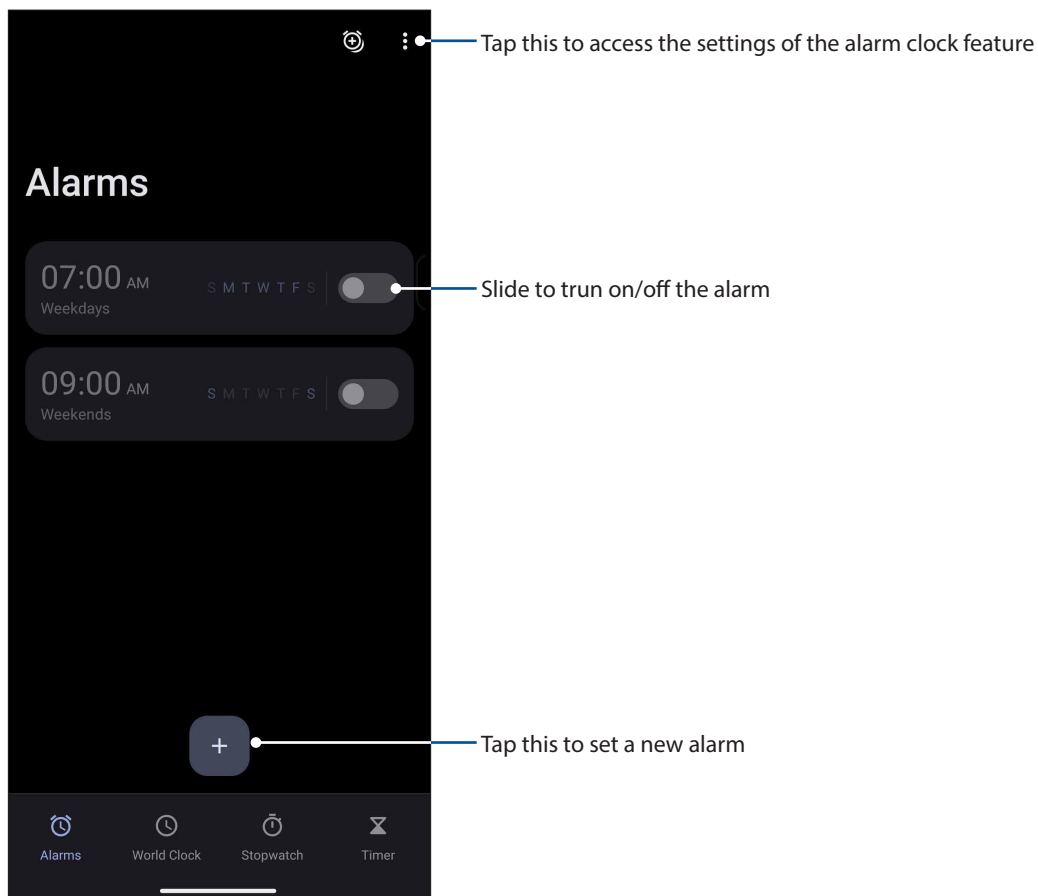 Tap this to access the settings of the alarm clock feature
Alarms
07:00 AM S M T W T F S
Weekdays
Slide to trun on/off the alarm
09:00 AM S M T W T F S
Weekends
+
Tap this to set a new alarm
Alarms World Clock Stopwatch Timer